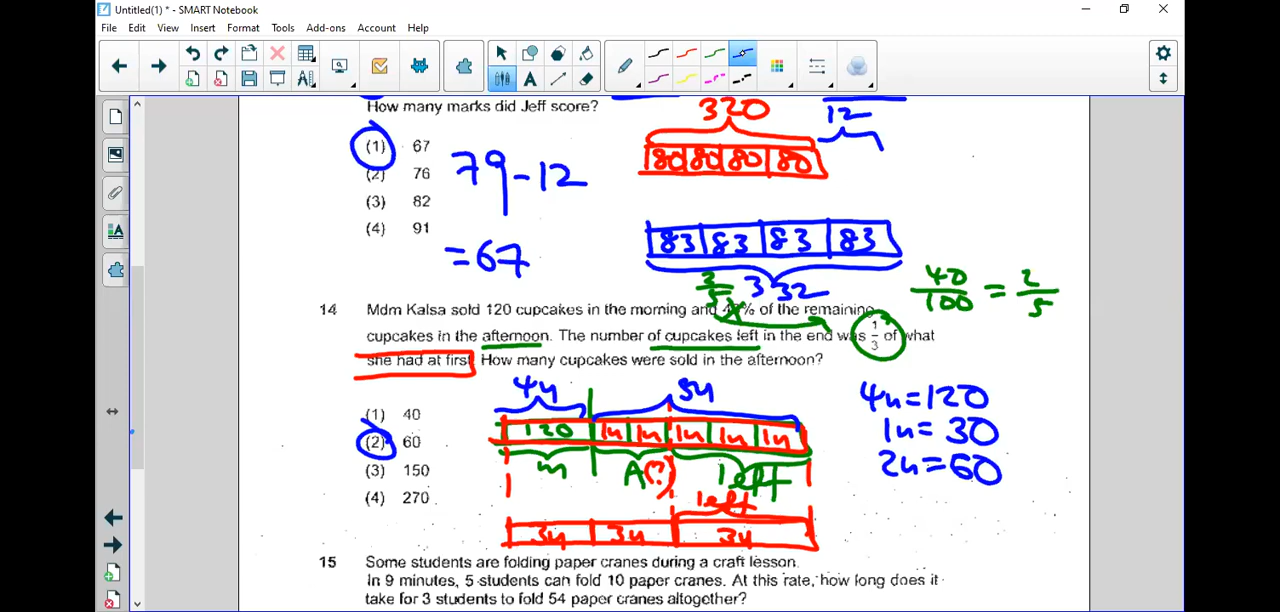 Untitled(1) * - SMART Notebook
File Edit View Insert Format Tools Add-ons Account Help
How many marks did Jeff score?
(1) 67
(2) 76
(3) 82
(4) 91
79-12
=67
320
12
80 80 80 80
83 83 83 83
332
2/5
40/100 = 2/5
14 Mdm Kalsa sold 120 cupcakes in the morning and 40% of the remaining
cupcakes in the afternoon. The number of cupcakes left in the end was 1/3 of what
she had at first. How many cupcakes were sold in the afternoon?
(1) 40
(2) 60
(3) 150
(4) 270
4u 5u
120 1u 1u 1u 1u 1u
m A(?) left
left
3u 3u 3u
4u=120
1u=30
2u=60
15 Some students are folding paper cranes during a craft lesson.
In 9 minutes, 5 students can fold 10 paper cranes. At this rate, how long does it
take for 3 students to fold 54 paper cranes altogether?